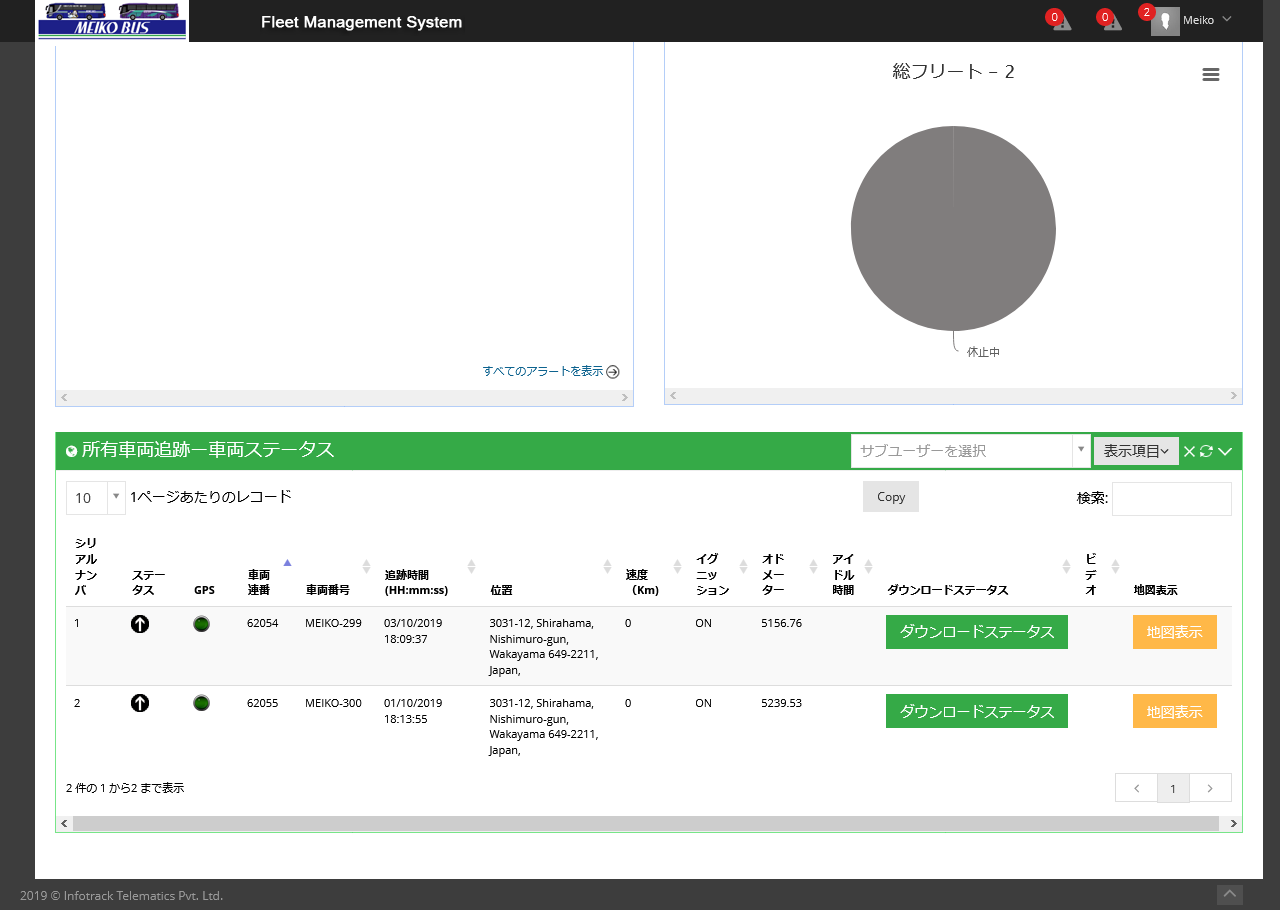 MEIKO BUS
Fleet Management System
0
0
2
Meiko
総フリート – 2
休止中
すべてのアラートを表示
所有車両追跡ー車両ステータス
サブユーザーを選択
表示項目
10
1ページあたりのレコード
Copy
検索:
シリ
アル
ナン
バ
ステー
タス
GPS
車両
連番
車両番号
追跡時間
(HH:mm:ss)
位置
速度
（Km)
イグ
ニッ
ション
オド
メー
ター
アイ
ドル
時間
ダウンロードステータス
ビ
デ
オ
地図表示
1
62054
MEIKO-299
03/10/2019
18:09:37
3031-12, Shirahama,
Nishimuro-gun,
Wakayama 649-2211,
Japan,
0
ON
5156.76
ダウンロードステータス
地図表示
2
62055
MEIKO-300
01/10/2019
18:13:55
3031-12, Shirahama,
Nishimuro-gun,
Wakayama 649-2211,
Japan,
0
ON
5239.53
ダウンロードステータス
地図表示
2 件の 1 から2 まで表示
1
2019 © Infotrack Telematics Pvt. Ltd.